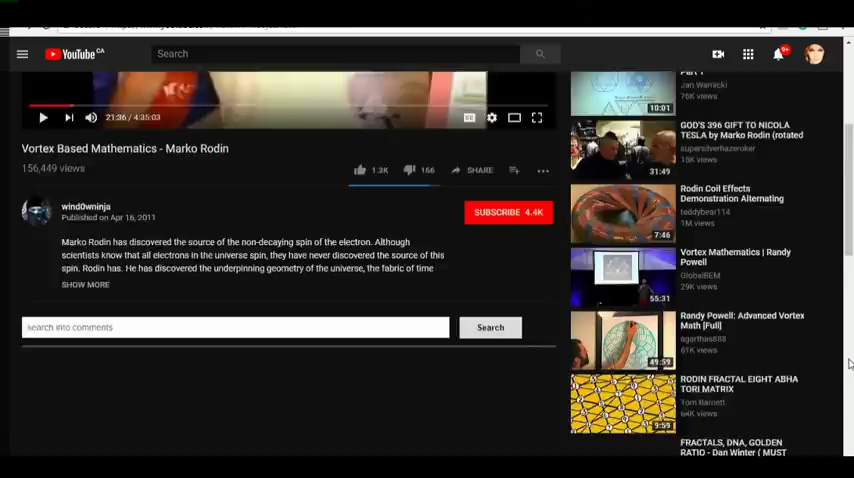 YouTube CA
Search
9+
21:36 / 4:35:03
Vortex Based Mathematics - Marko Rodin
156,449 views
1.3K
166
SHARE
wind0wninja
Published on Apr 16, 2011
SUBSCRIBE 4.4K
Marko Rodin has discovered the source of the non-decaying spin of the electron. Although
scientists know that all electrons in the universe spin, they have never discovered the source of this
spin. Rodin has. He has discovered the underpinning geometry of the universe, the fabric of time
SHOW MORE
Search into comments
Search
Part 1
Jan Warnicki
76K views
10:01
GOD'S 396 GIFT TO NICOLA
TESLA by Marko Rodin (rotated
supersilverhazeroker
15K views
31:49
Rodin Coil Effects
Demonstration Alternating
teddybear114
1M views
7:46
Vortex Mathematics | Randy
Powell
GlobalBEM
29K views
55:31
Randy Powell: Advanced Vortex
Math [Full]
agarthas888
61K views
49:59
RODIN FRACTAL EIGHT ABHA
TORI MATRIX
Tom Barnett
64K views
9:59
FRACTALS, DNA, GOLDEN
RATIO - Dan Winter ( MUST